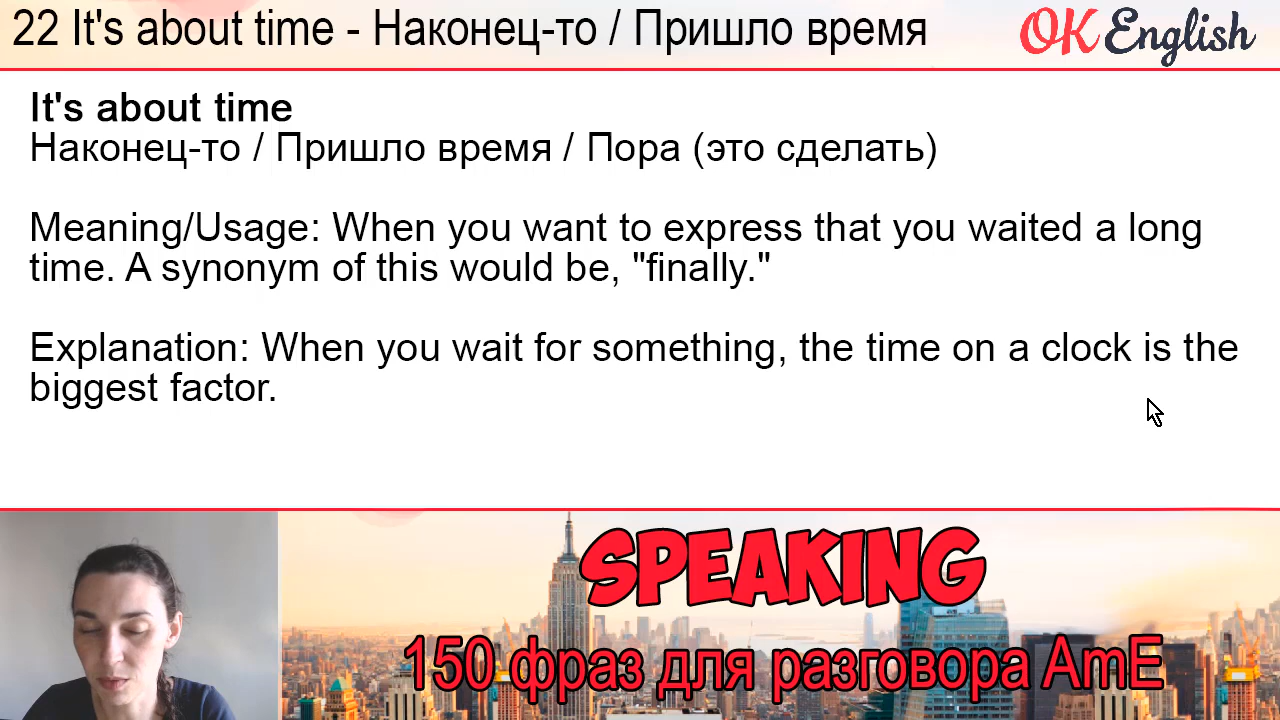 22 It's about time - Наконец-то / Пришло время
OK English
It's about time
Наконец-то / Пришло время / Пора (это сделать)
Meaning/Usage: When you want to express that you waited a long
time. A synonym of this would be, "finally."
Explanation: When you wait for something, the time on a clock is the
biggest factor.
SPEAKING
150 фраз для разговора AmE